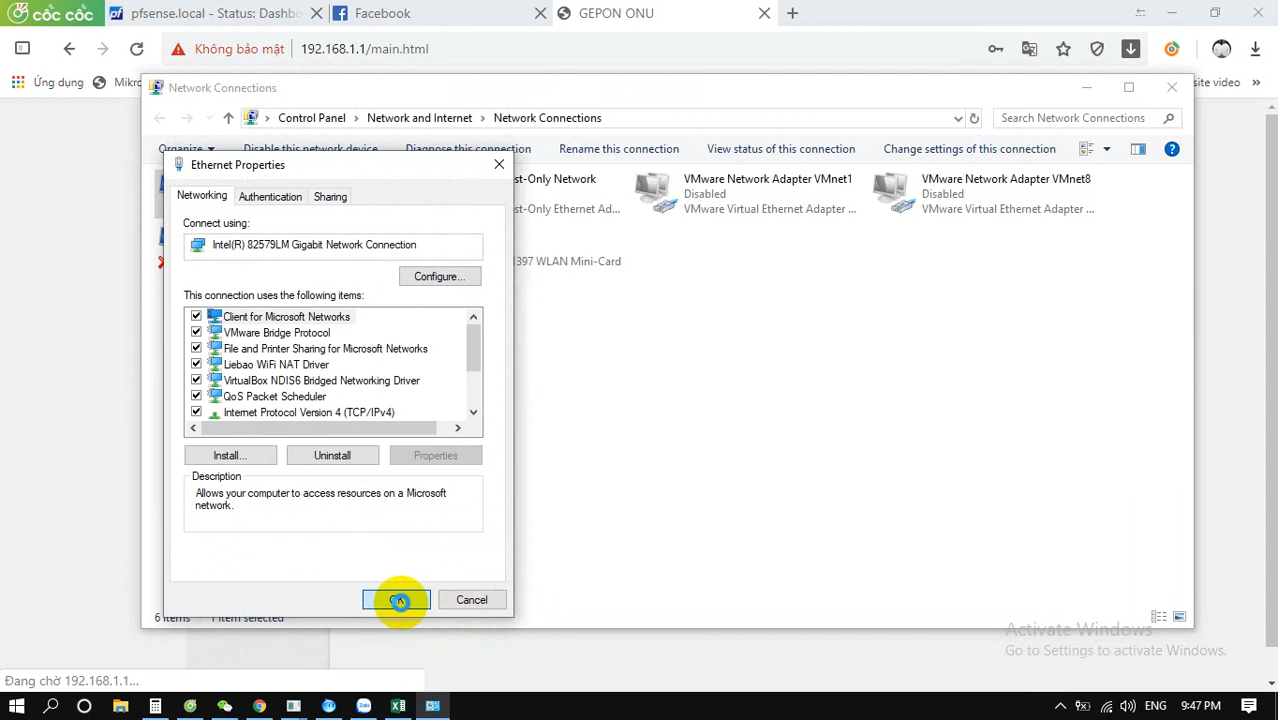 cốc cốc
pfsense.local - Status: Dashbo
Facebook
GEPON ONU
Không bảo mật
192.168.1.1/main.html
Ứng dụng
Mikro
site video
Network Connections
Control Panel > Network and Internet > Network Connections
Search Network Connections
Organize
Disable this network device
Diagnose this connection
Rename this connection
View status of this connection
Change settings of this connection
Ethernet Properties
st-Only Network
st-Only Ethernet Ad...
VMware Network Adapter VMnet1
Disabled
VMware Virtual Ethernet Adapter ...
VMware Network Adapter VMnet8
Disabled
VMware Virtual Ethernet Adapter ...
1397 WLAN Mini-Card
Networking
Authentication
Sharing
Connect using:
Intel(R) 82579LM Gigabit Network Connection
Configure...
This connection uses the following items:
Client for Microsoft Networks
VMware Bridge Protocol
File and Printer Sharing for Microsoft Networks
Liebao WiFi NAT Driver
VirtualBox NDIS6 Bridged Networking Driver
QoS Packet Scheduler
Internet Protocol Version 4 (TCP/IPv4)
Install...
Uninstall
Properties
Description
Allows your computer to access resources on a Microsoft
network.
OK
Cancel
6 items
1 item selected
Activate Windows
Go to Settings to activate Windows.
Đang chờ 192.168.1.1...
Zalo
9:47 PM